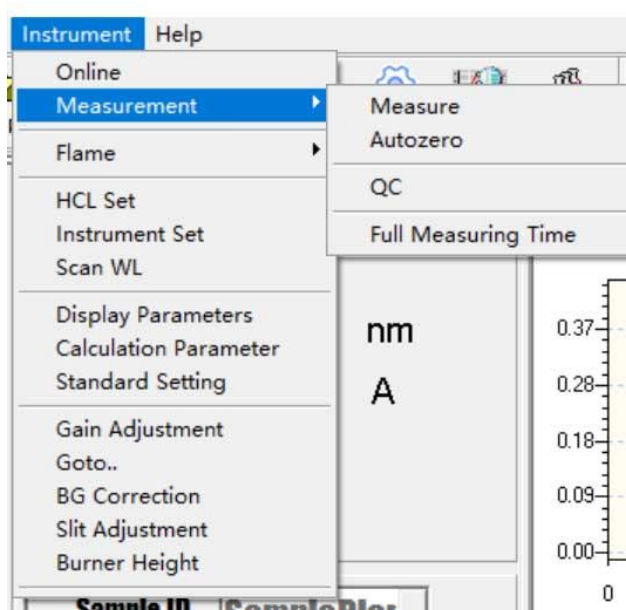 Instrument Help
Online
Measurement
Flame
HCL Set
Instrument Set
Scan WL
Display Parameters
Calculation Parameter
Standard Setting
Gain Adjustment
Goto..
BG Correction
Slit Adjustment
Burner Height
Measure
Autozero
QC
Full Measuring Time
nm
A
0.37
0.28
0.18
0.09
0.00
0
Sample ID